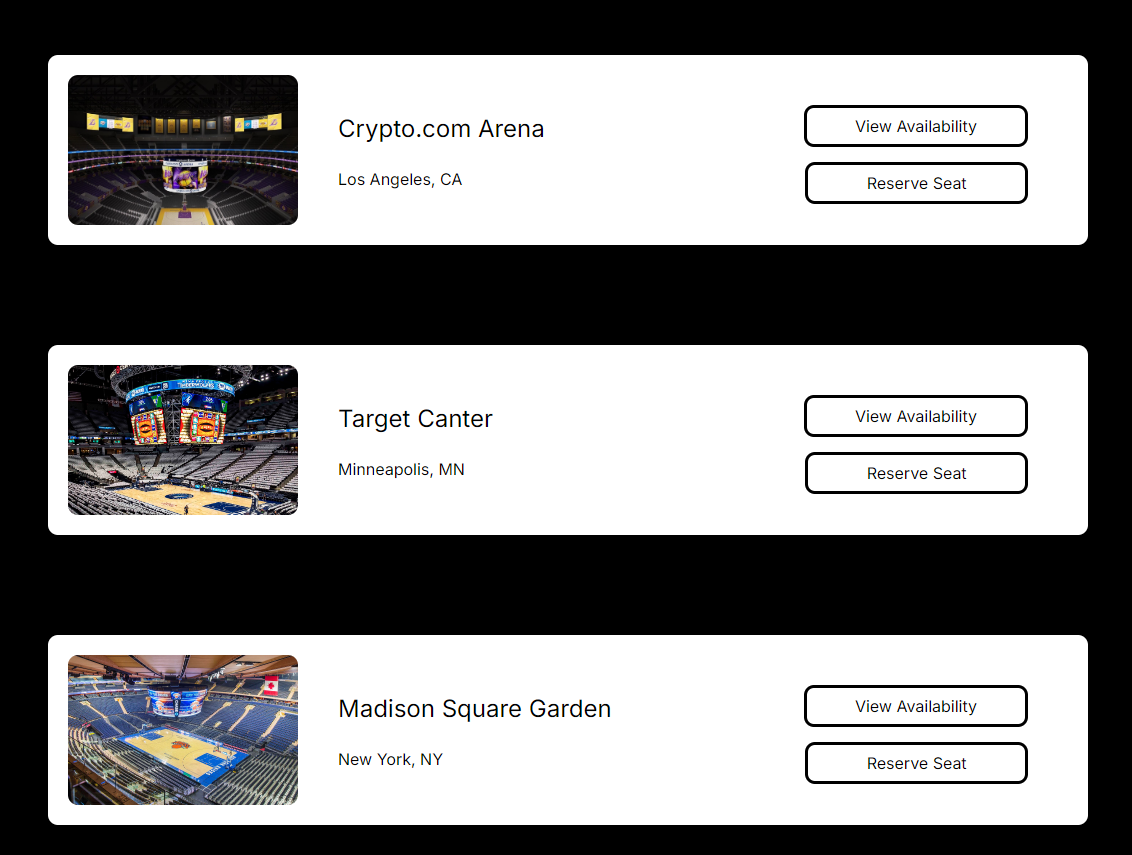 Crypto.com Arena
Los Angeles, CA
View Availability
Reserve Seat
Target Canter
Minneapolis, MN
View Availability
Reserve Seat
Madison Square Garden
New York, NY
View Availability
Reserve Seat